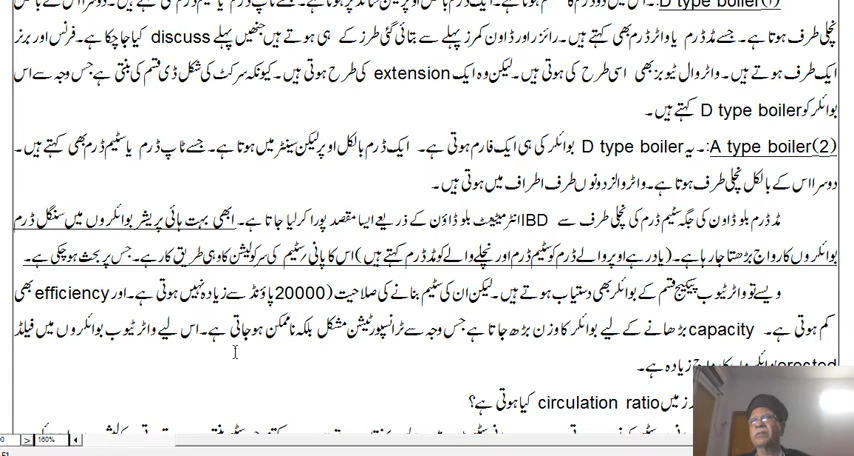 D type boiler(1)
نچلی طرف ہوتا ہے۔ جسے مڈ ڈرم یا واٹر ڈرم بھی کہتے ہیں۔ رائزر اور ڈاون کمرز پہلے سے بتائی گئی طرز کے ہی ہوتے ہیں جنھیں پہلے discuss کیا جا چکا ہے۔ فرنس اور برنر
ایک طرف ہوتے ہیں۔ واٹر وال ٹیوبز بھی اسی طرح کی ہوتی ہیں۔ لیکن وہ ایک extension کی طرح ہوتی ہیں۔ کیونکہ سرکٹ کی شکل ڈی قسم کی بنتی ہے جس وجہ سے اس
بوائلر کو D type boiler کہتے ہیں۔
A type boiler(2):۔ یہ D type boiler بوائلر کی ہی ایک فارم ہوتی ہے۔ ایک ڈرم بالکل اوپر لیکن سینٹر میں ہوتا ہے۔ جسے ٹاپ ڈرم یا سٹیم ڈرم بھی کہتے ہیں۔
دوسرا اس کے بالکل نچلی طرف ہوتا ہے۔ واٹر والز دونوں طرف اطراف میں ہوتی ہیں۔
مڈ ڈرم بلو ڈاون کی جگہ سٹیم ڈرم کی نچلی طرف سے IBD انٹرمیٹینٹ بلو ڈاؤن کے ذریعے ایسا مقصد پورا کر لیا جاتا ہے۔ ابھی بہت ہائی پریشر بوائلروں میں سنگل ڈرم
بوائلروں کا رواج بڑھتا جا رہا ہے۔ (یاد رہے اوپر والے ڈرم کو سٹیم ڈرم اور نچلے والے کو مڈ ڈرم کہتے ہیں) اس کا پانی رسٹیم کی سرکولیشن کا وہی طریق کار ہے۔ جس پر بحث ہو چکی ہے۔
ویسے تو واٹر ٹیوب پیکیج قسم کے بوائلر بھی دستیاب ہوتے ہیں۔ لیکن ان کی سٹیم بنانے کی صلاحیت (20000 پاؤنڈ سے زیادہ نہیں ہوتی ہے۔ اور efficiency بھی
کم ہوتی ہے۔ capacity بڑھانے کے لیے بوائلر کا وزن بڑھ جاتا ہے جس وجہ سے ٹرانسپورٹیشن مشکل بلکہ ناممکن ہو جاتی ہے۔ اس لیے واٹر ٹیوب بوائلروں میں فیلڈ
erected زیادہ ہے۔
میں circulation ratio کیا ہوتی ہے؟
160%